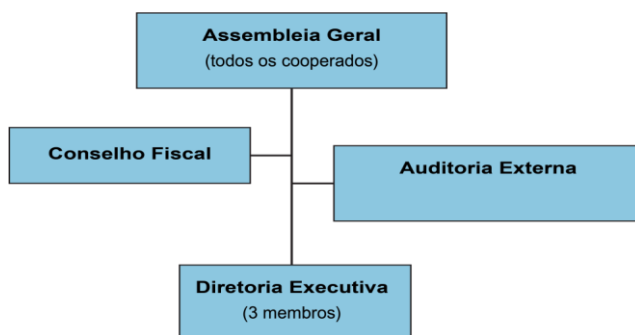 Assembleia Geral
(todos os cooperados)
Conselho Fiscal
Auditoria Externa
Diretoria Executiva
(3 membros)